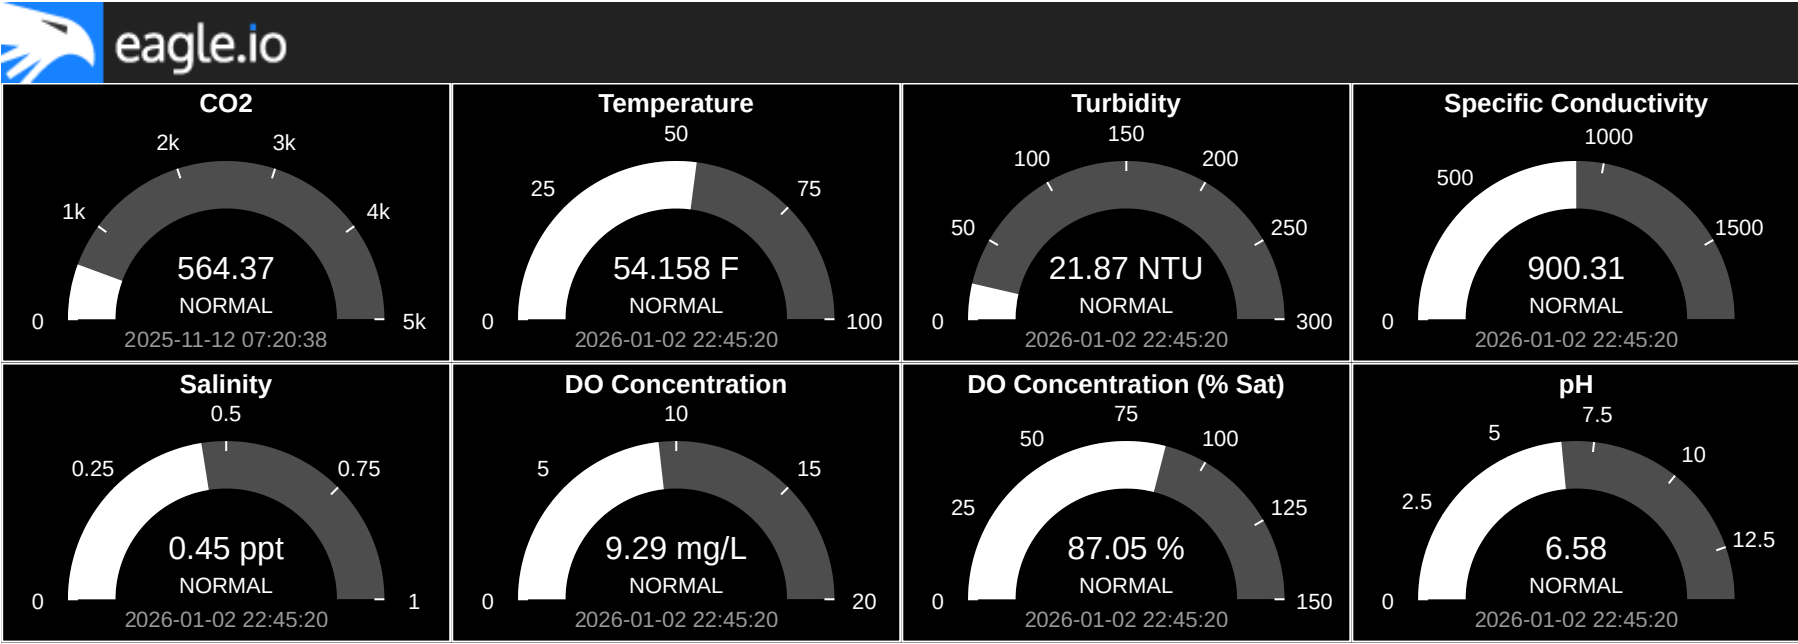 eagle.io
CO2
2k
3k
1k
4k
564.37
NORMAL
0
5k
2025-11-12 07:20:38
Temperature
50
25
75
54.158 F
NORMAL
0
100
2026-01-02 22:45:20
Turbidity
150
100
200
50
250
21.87 NTU
NORMAL
0
300
2026-01-02 22:45:20
Specific Conductivity
1000
500
1500
900.31
NORMAL
0
2026-01-02 22:45:20
Salinity
0.5
0.25
0.75
0.45 ppt
NORMAL
0
1
2026-01-02 22:45:20
DO Concentration
10
5
15
9.29 mg/L
NORMAL
0
20
2026-01-02 22:45:20
DO Concentration (% Sat)
75
50
100
25
125
87.05 %
NORMAL
0
150
2026-01-02 22:45:20
pH
7.5
5
10
2.5
12.5
6.58
NORMAL
0
2026-01-02 22:45:20